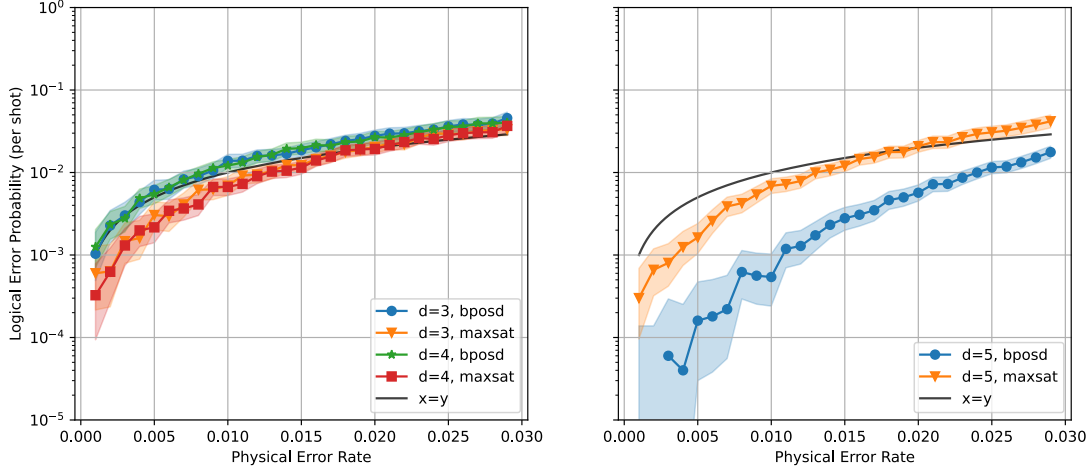 Logical Error Probability (per shot)
10⁰
10⁻¹
10⁻²
10⁻³
10⁻⁴
10⁻⁵
0.000 0.005 0.010 0.015 0.020 0.025 0.030
Physical Error Rate
d=3, bposd
d=3, maxsat
d=4, bposd
d=4, maxsat
x=y
0.000 0.005 0.010 0.015 0.020 0.025 0.030
Physical Error Rate
d=5, bposd
d=5, maxsat
x=y